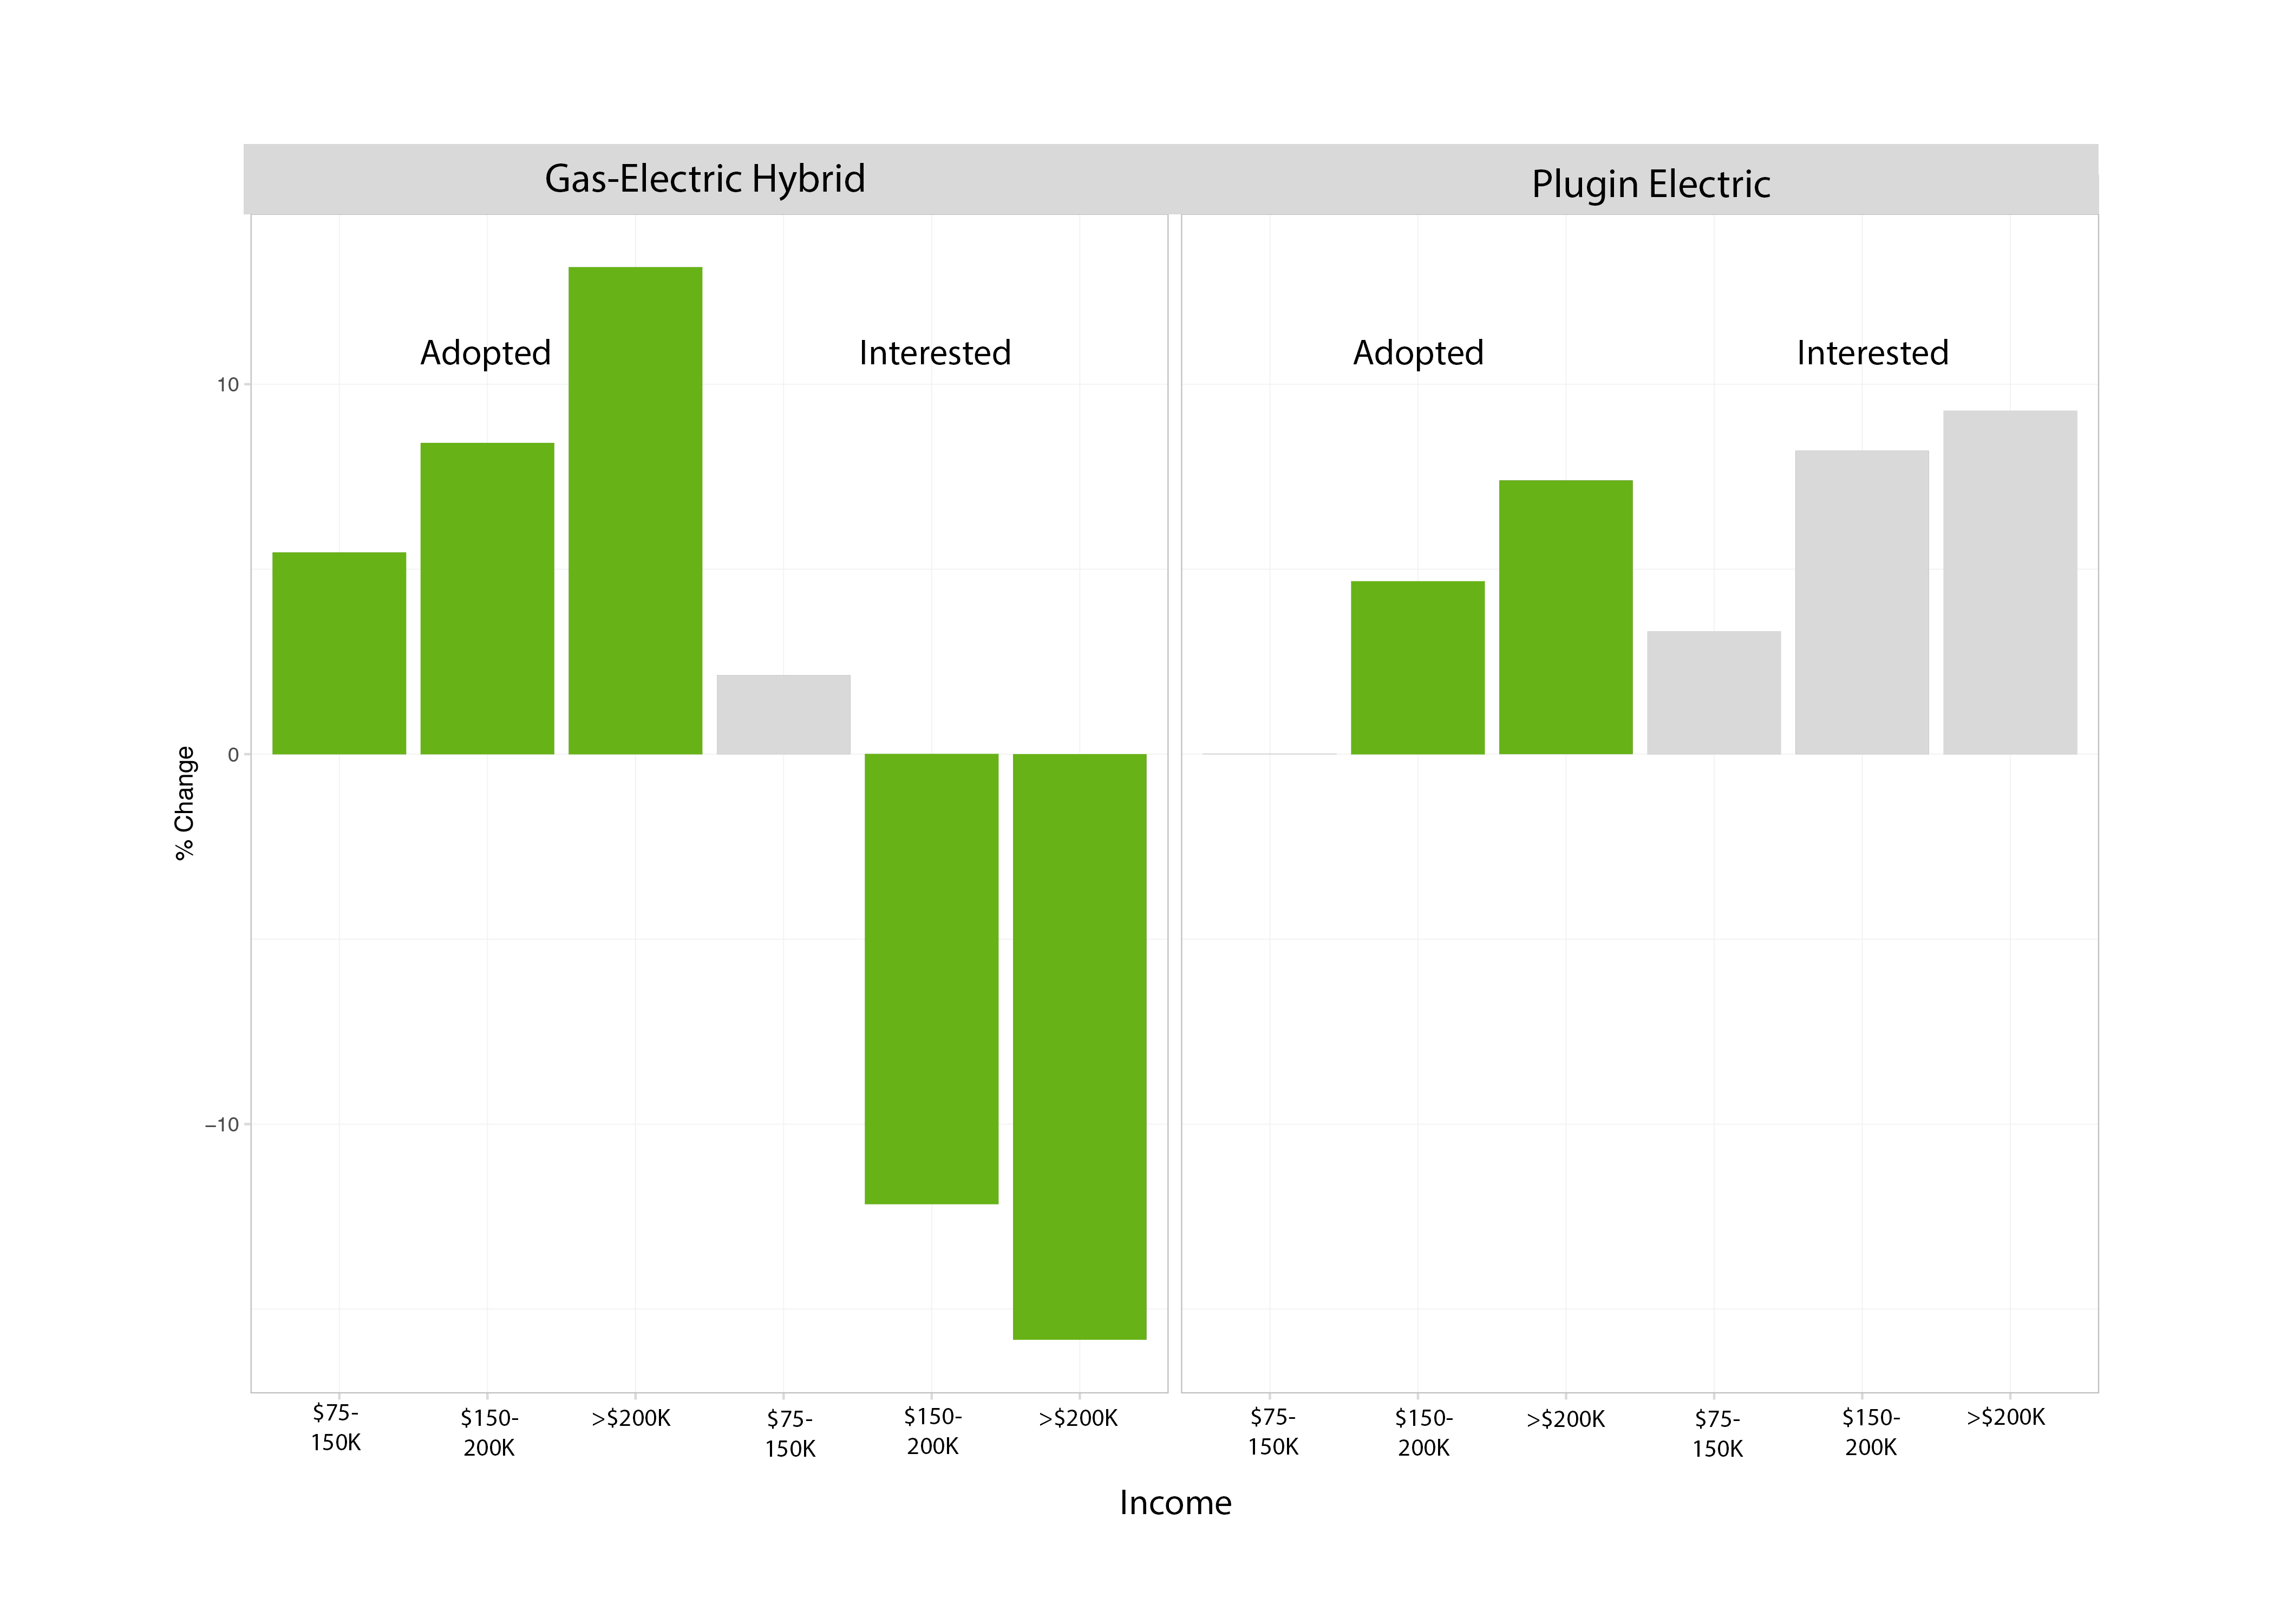 Gas-Electric Hybrid
Plugin Electric
Adopted
Interested
Adopted
Interested
10
0
−10
% Change
$75-
150K
$150-
200K
>$200K
$75-
150K
$150-
200K
>$200K
$75-
150K
$150-
200K
>$200K
$75-
150K
$150-
200K
>$200K
Income